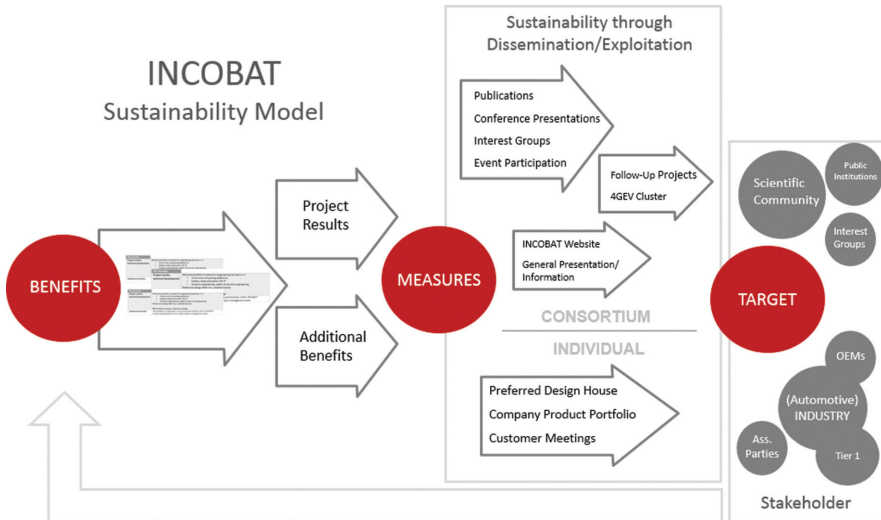 INCOBAT
Sustainability Model
BENEFITS
Project
Results
Additional
Benefits
MEASURES
Sustainability through
Dissemination/Exploitation
Publications
Conference Presentations
Interest Groups
Event Participation
Follow-Up Projects
4GEV Cluster
INCOBAT Website
General Presentation/
Information
CONSORTIUM
INDIVIDUAL
Preferred Design House
Company Product Portfolio
Customer Meetings
Scientific
Community
Public
Institutions
Interest
Groups
TARGET
OEMs
(Automotive)
INDUSTRY
Ass.
Parties
Tier 1
Stakeholder